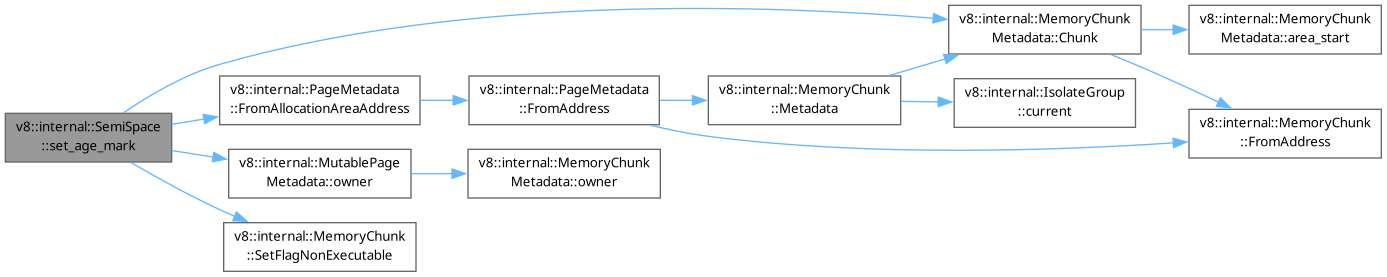 v8::internal::SemiSpace
::set_age_mark
v8::internal::PageMetadata
::FromAllocationAreaAddress
v8::internal::MutablePage
Metadata::owner
v8::internal::MemoryChunk
::SetFlagNonExecutable
v8::internal::PageMetadata
::FromAddress
v8::internal::MemoryChunk
Metadata::owner
v8::internal::MemoryChunk
::Metadata
v8::internal::MemoryChunk
Metadata::Chunk
v8::internal::IsolateGroup
::current
v8::internal::MemoryChunk
Metadata::area_start
v8::internal::MemoryChunk
::FromAddress